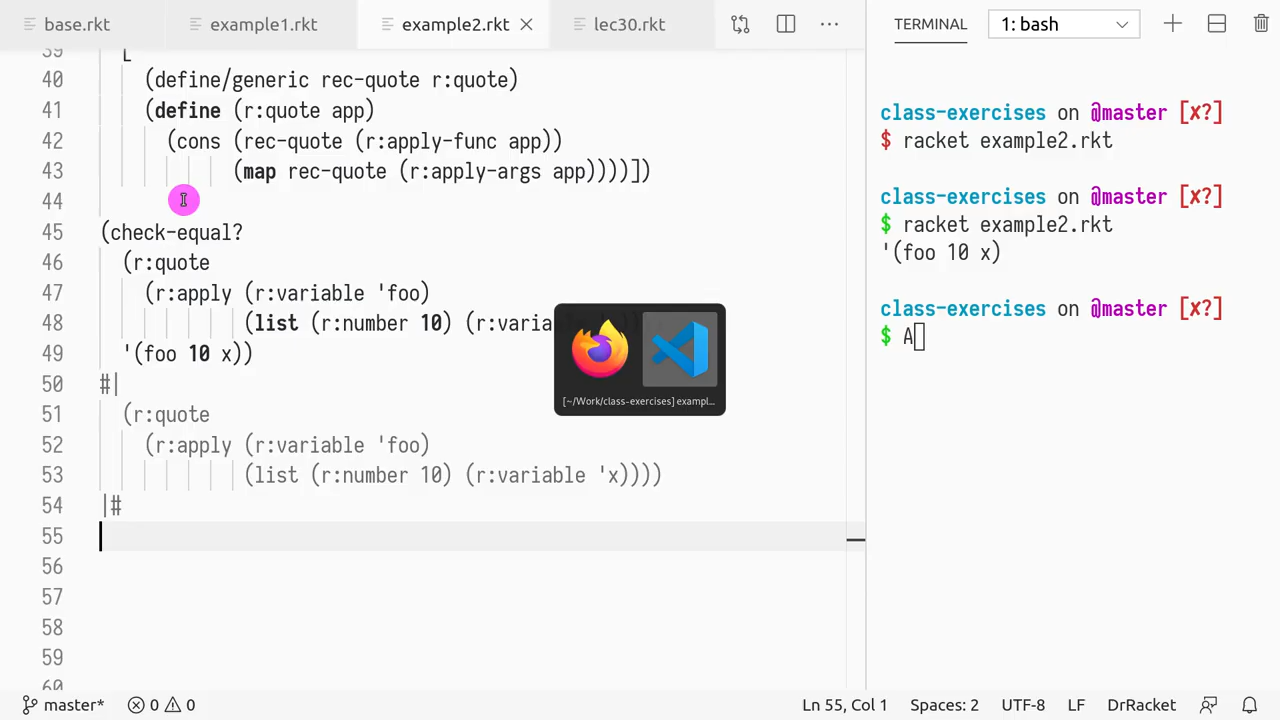 base.rkt example1.rkt example2.rkt lec30.rkt
39 [
40 (define/generic rec-quote r:quote)
41 (define (r:quote app)
42 (cons (rec-quote (r:apply-func app))
43 (map rec-quote (r:apply-args app))))])
44
45 (check-equal?
46 (r:quote
47 (r:apply (r:variable 'foo)
48 (list (r:number 10) (r:variable
49 '(foo 10 x))
50 #|
51 (r:quote
52 (r:apply (r:variable 'foo)
53 (list (r:number 10) (r:variable 'x))))
54 |#
55
56
57
58
59
60
[~/Work/class-exercises] exampl...
TERMINAL 1: bash
class-exercises on @master [✘?]
$ racket example2.rkt
class-exercises on @master [✘?]
$ racket example2.rkt
'(foo 10 x)
class-exercises on @master [✘?]
$ A
master* 0 0 Ln 55, Col 1 Spaces: 2 UTF-8 LF DrRacket